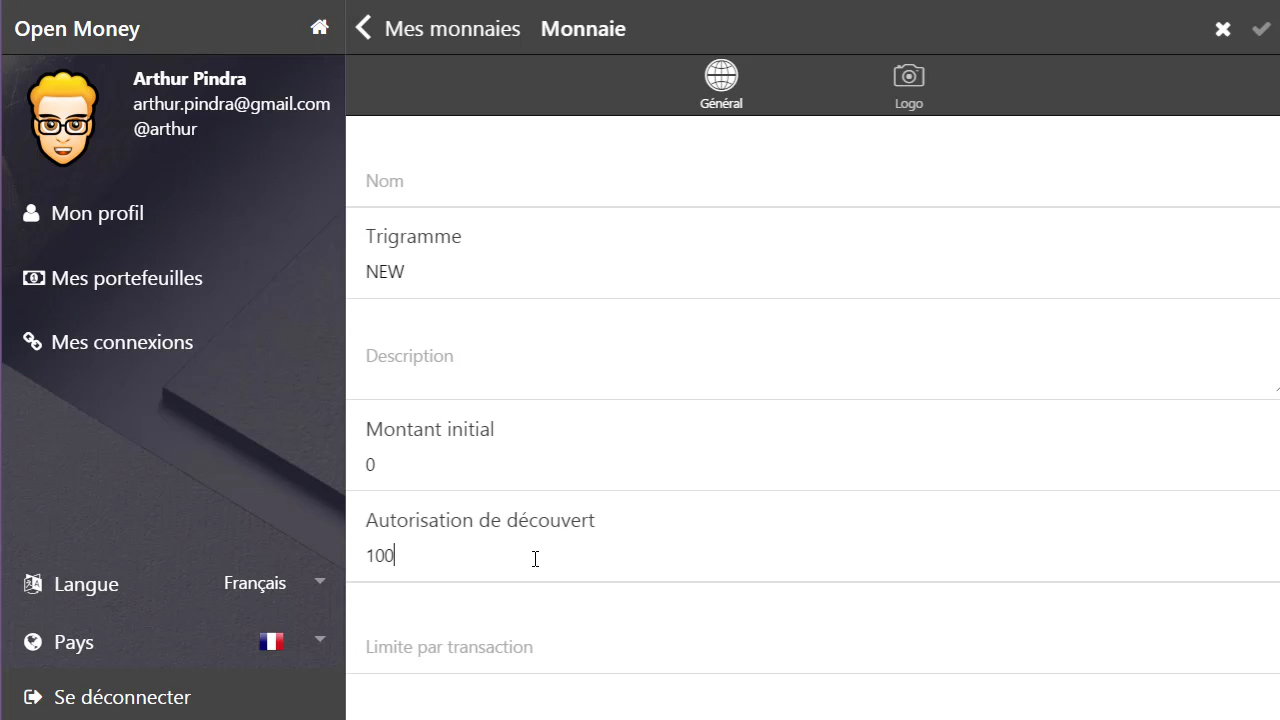 Open Money
Arthur Pindra
arthur.pindra@gmail.com
@arthur
Mon profil
Mes portefeuilles
Mes connexions
Langue Français
Pays
Se déconnecter
Mes monnaies Monnaie
Général Logo
Nom
Trigramme
NEW
Description
Montant initial
0
Autorisation de découvert
100
Limite par transaction